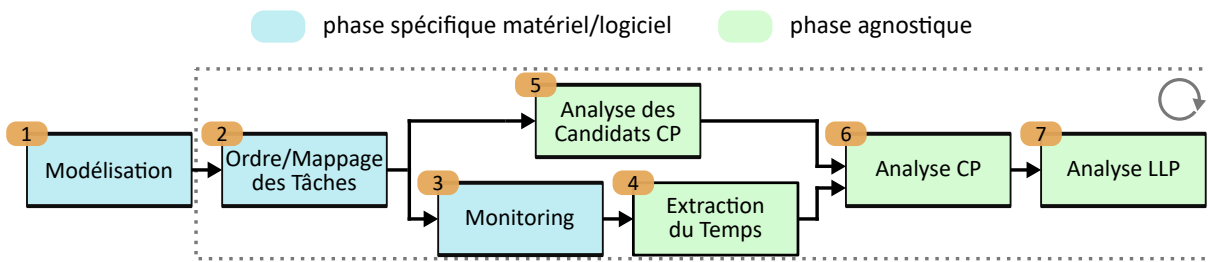 phase spécifique matériel/logiciel
phase agnostique
1
Modélisation
2
Ordre/Mappage
des Tâches
5
Analyse des
Candidats CP
3
Monitoring
4
Extraction
du Temps
6
Analyse CP
7
Analyse LLP